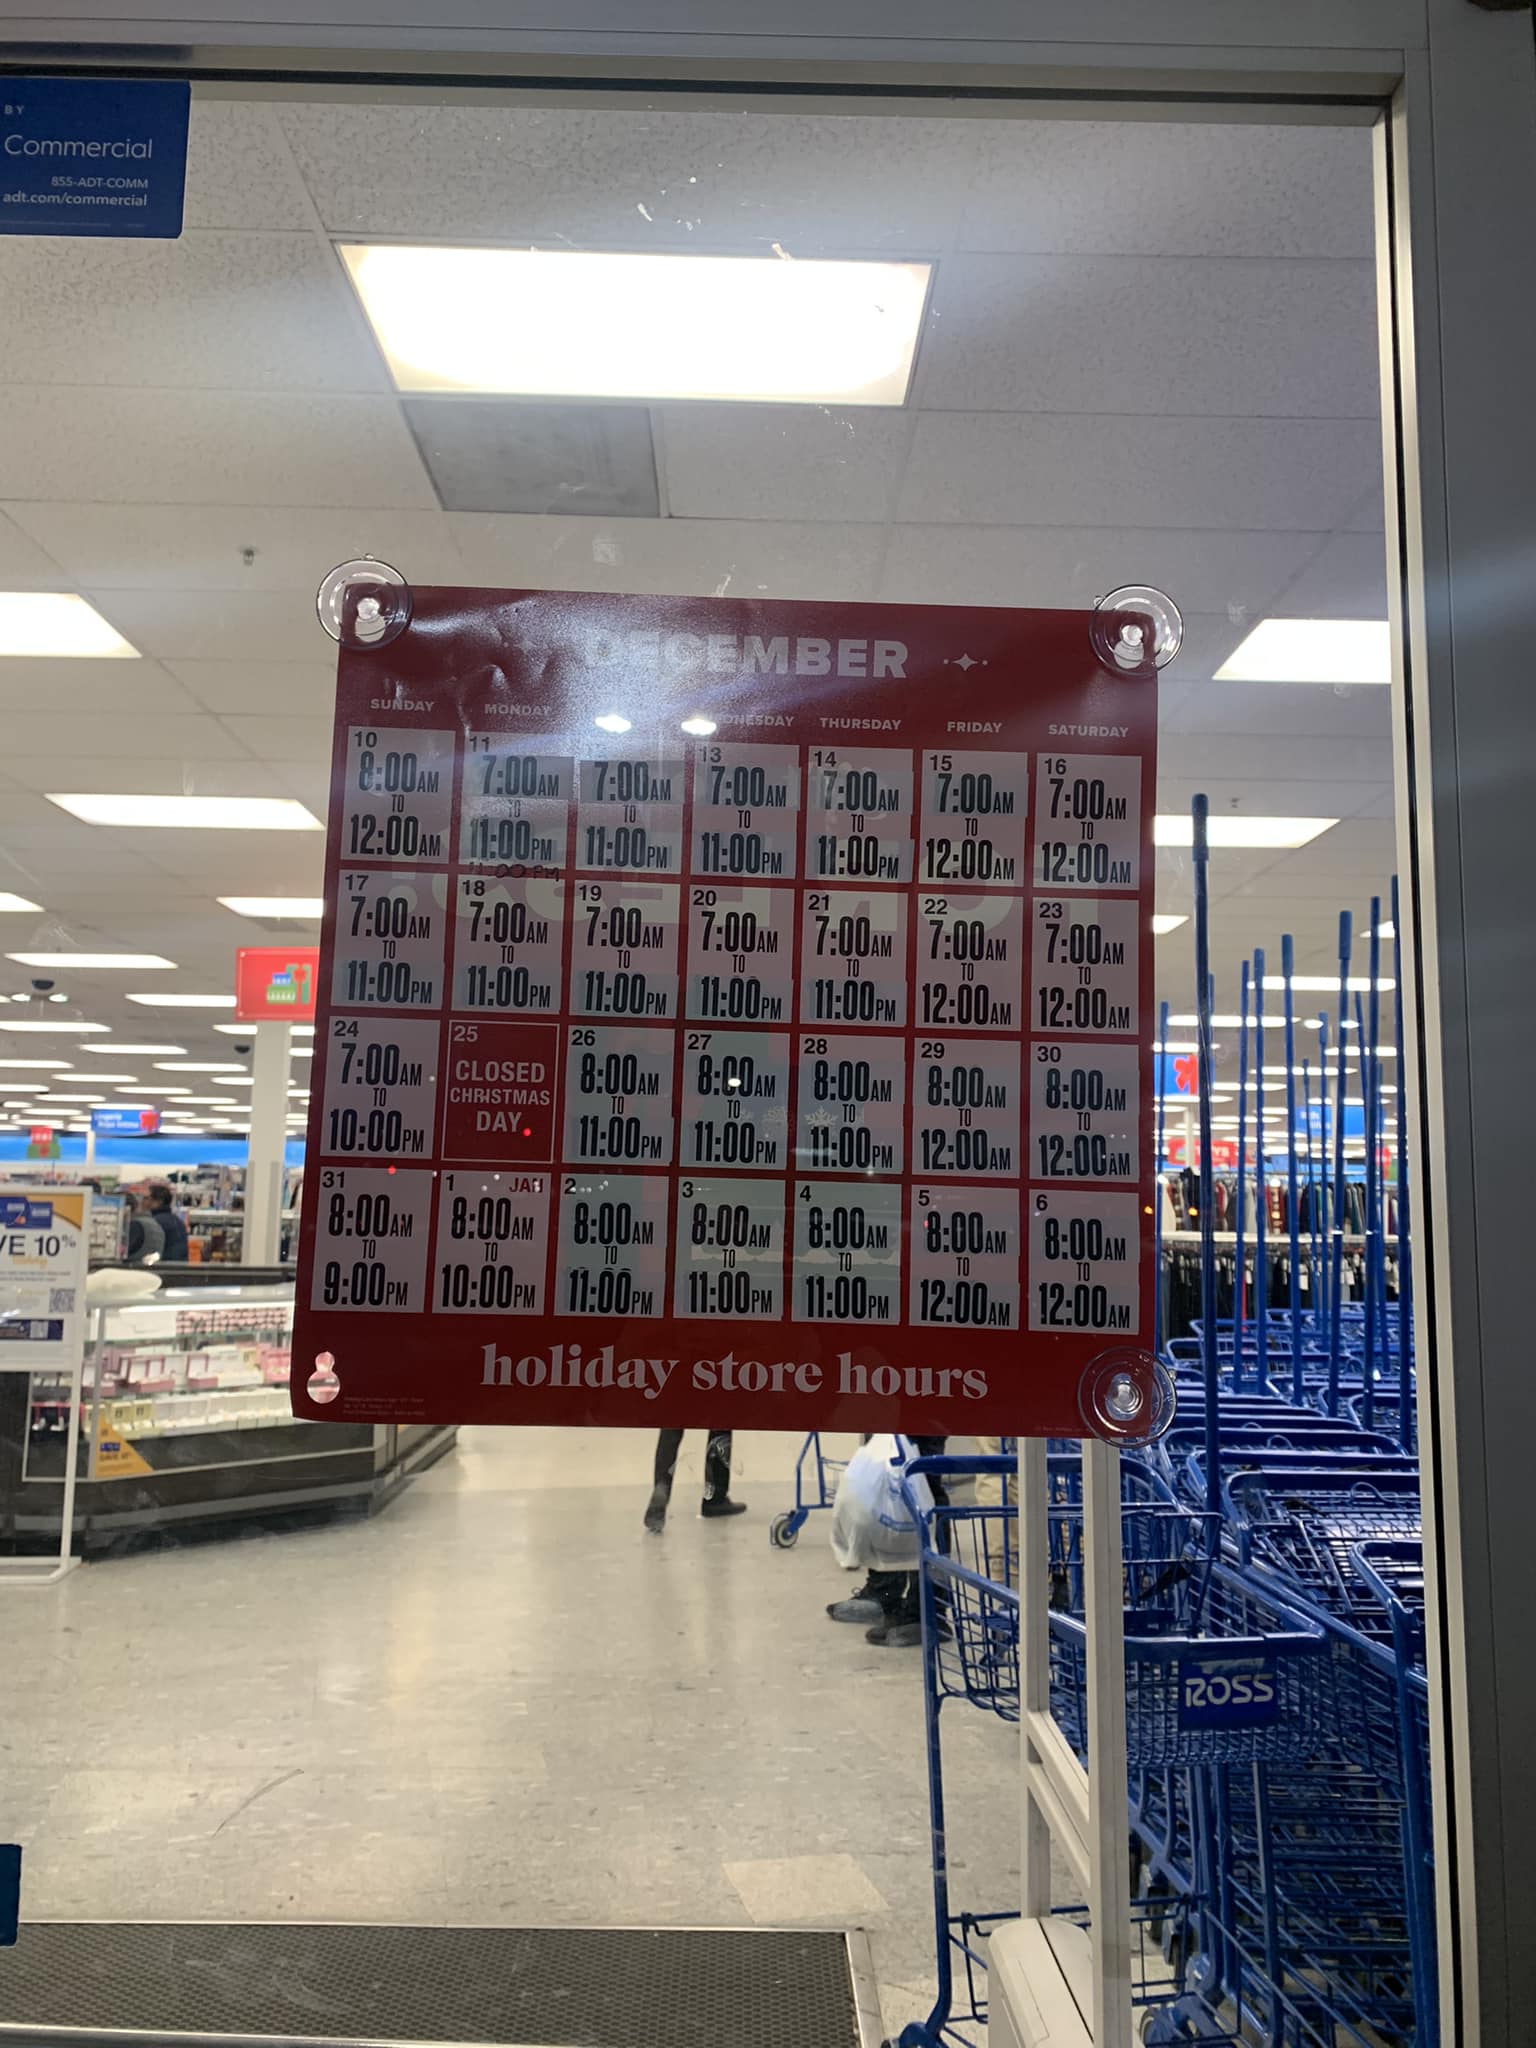 BY
Commercial
855-ADT-COMM
adt.com/commercial
DECEMBER
SUNDAY MONDAY WEDNESDAY THURSDAY FRIDAY SATURDAY
10 11 13 14 15 16
8:00AM 7:00AM 7:00AM 7:00AM 7:00AM 7:00AM 7:00AM
TO TO TO TO TO TO TO
12:00AM 11:00PM 11:00PM 11:00PM 11:00PM 12:00AM 12:00AM
11:00 PM
17 18 19 20 21 22 23
7:00AM 7:00AM 7:00AM 7:00AM 7:00AM 7:00AM 7:00AM
TO TO TO TO TO TO TO
11:00PM 11:00PM 11:00PM 11:00PM 11:00PM 12:00AM 12:00AM
24 25 26 27 28 29 30
7:00AM CLOSED 8:00AM 8:00AM 8:00AM 8:00AM 8:00AM
TO CHRISTMAS TO TO TO TO TO
10:00PM DAY 11:00PM 11:00PM 11:00PM 12:00AM 12:00AM
31 1 JAN 2 3 4 5 6
8:00AM 8:00AM 8:00AM 8:00AM 8:00AM 8:00AM 8:00AM
TO TO TO TO TO TO TO
9:00PM 10:00PM 11:00PM 11:00PM 11:00PM 12:00AM 12:00AM
holiday store hours
VE 10%
ROSS